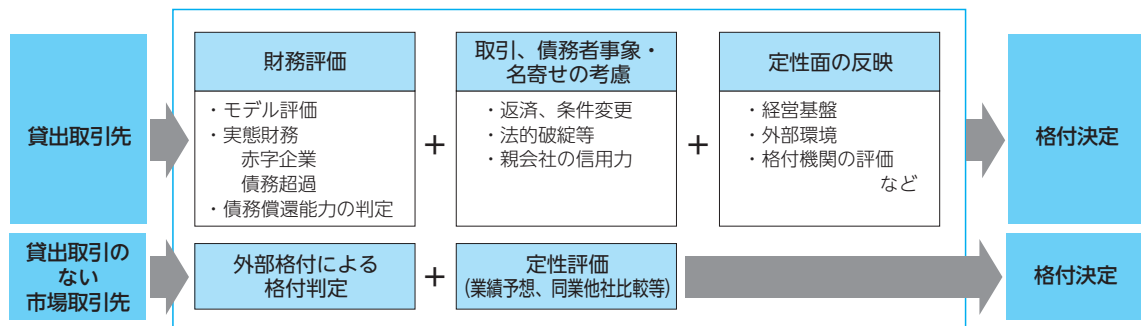 貸出取引先
財務評価
・モデル評価
・実態財務
赤字企業
債務超過
・債務償還能力の判定
+
取引、債務者事象・
名寄せの考慮
・返済、条件変更
・法的破綻等
・親会社の信用力
+
定性面の反映
・経営基盤
・外部環境
・格付機関の評価
など
格付決定
貸出取引の
ない
市場取引先
外部格付による
格付判定
+
定性評価
(業績予想、同業他社比較等)
格付決定